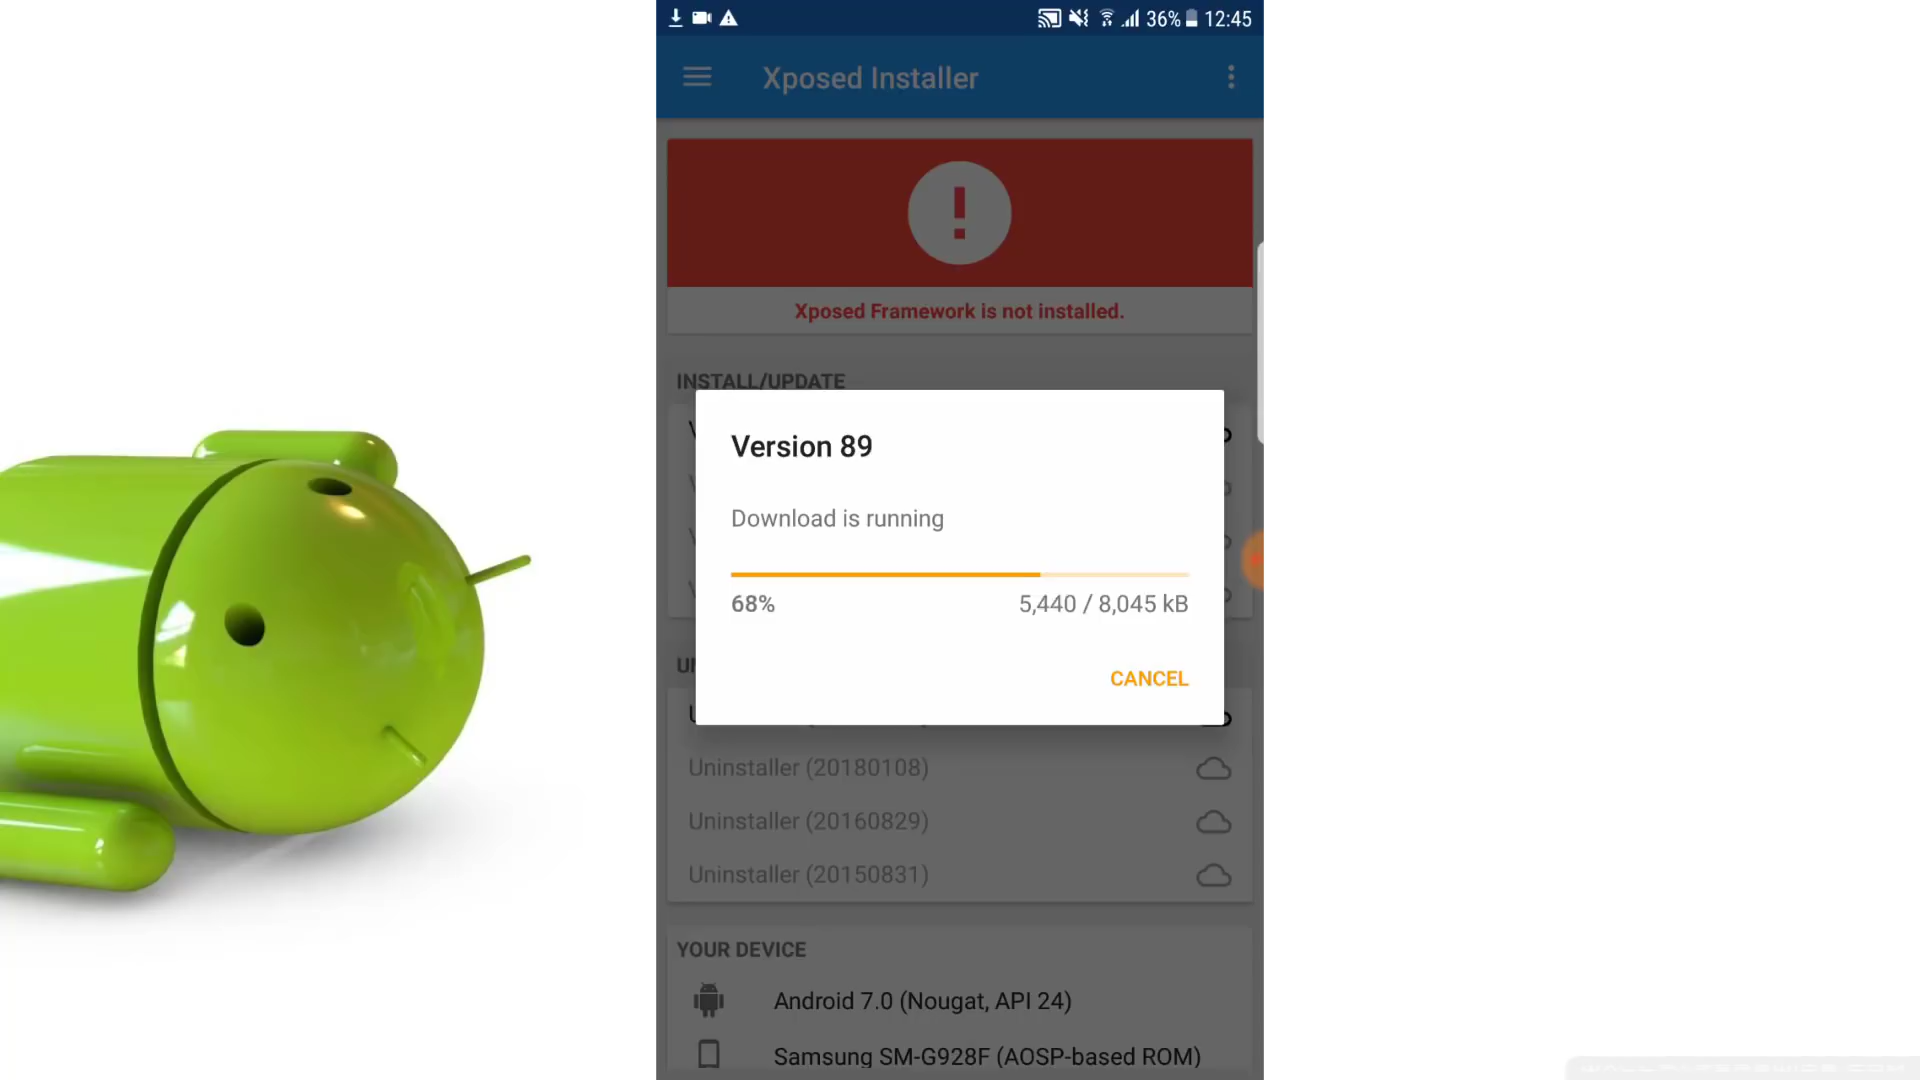 36% 12:45
Xposed Installer
Xposed Framework is not installed.
INSTALL/UPDATE
Version 89
Download is running
68% 5,440 / 8,045 kB
CANCEL
Uninstaller (20180108)
Uninstaller (20160829)
Uninstaller (20150831)
YOUR DEVICE
Android 7.0 (Nougat, API 24)
Samsung SM-G928F (AOSP-based ROM)